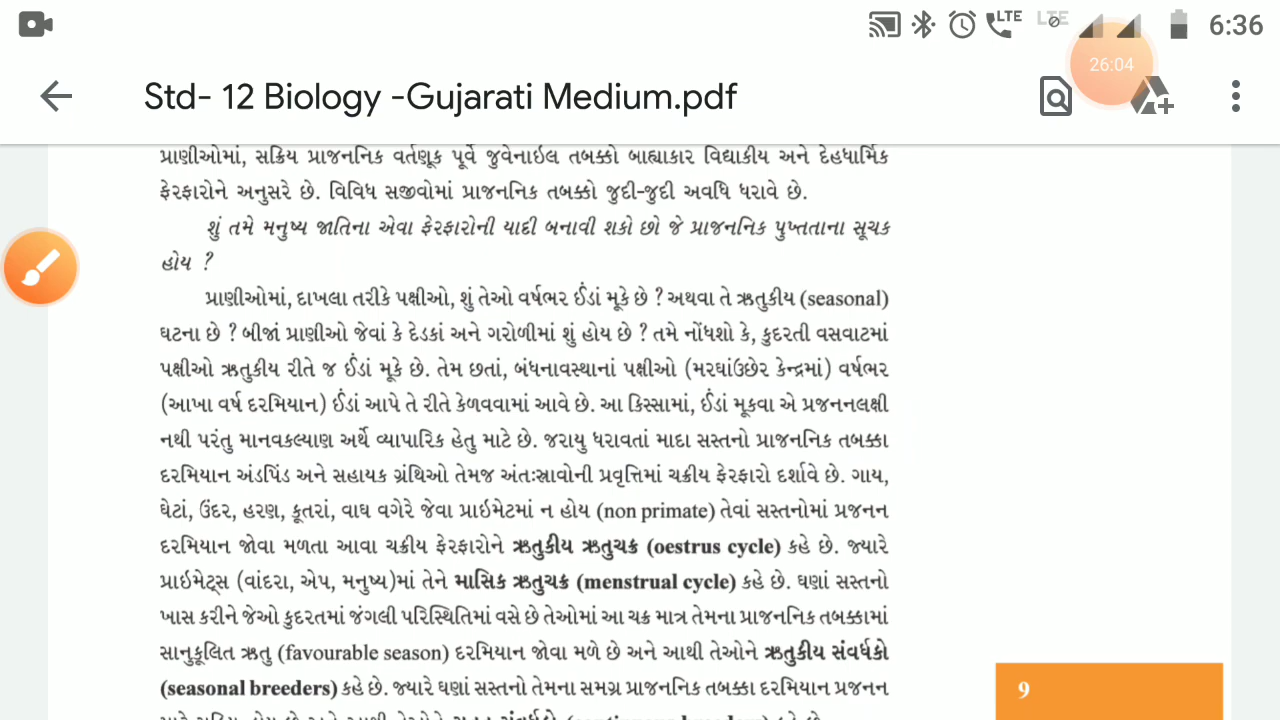 LTE LTE 6:36
26:04
Std- 12 Biology -Gujarati Medium.pdf
પ્રાણીઓમાં, સક્રિય પ્રાજનનિક વર્તણૂક પૂર્વે જુવેનાઇલ તબક્કો બાહ્યાકાર વિદ્યાકીય અને દેહધાર્મિક
ફેરફારોને અનુસરે છે. વિવિધ સજીવોમાં પ્રાજનનિક તબક્કો જુદી-જુદી અવધિ ધરાવે છે.
શું તમે મનુષ્ય જાતિના એવા ફેરફારોની યાદી બનાવી શકો છો જે પ્રાજનનિક પુખ્તતાના સૂચક
હોય ?
પ્રાણીઓમાં, દાખલા તરીકે પક્ષીઓ, શું તેઓ વર્ષભર ઈંડાં મૂકે છે ? અથવા તે ઋતુકીય (seasonal)
ઘટના છે ? બીજાં પ્રાણીઓ જેવાં કે દેડકાં અને ગરોળીમાં શું હોય છે ? તમે નોંધશો કે, કુદરતી વસવાટમાં
પક્ષીઓ ઋતુકીય રીતે જ ઈંડાં મૂકે છે. તેમ છતાં, બંધનાવસ્થાનાં પક્ષીઓ (મરઘાંઉછેર કેન્દ્રમાં) વર્ષભર
(આખા વર્ષ દરમિયાન) ઈંડાં આપે તે રીતે કેળવવામાં આવે છે. આ કિસ્સામાં, ઈંડાં મૂકવા એ પ્રજનનલક્ષી
નથી પરંતુ માનવકલ્યાણ અર્થે વ્યાપારિક હેતુ માટે છે. જરાયુ ધરાવતાં માદા સસ્તનો પ્રાજનનિક તબક્કા
દરમિયાન અંડપિંડ અને સહાયક ગ્રંથિઓ તેમજ અંતઃસ્રાવોની પ્રવૃત્તિમાં ચક્રીય ફેરફારો દર્શાવે છે. ગાય,
ઘેટાં, ઉંદર, હરણ, કૂતરાં, વાઘ વગેરે જેવા પ્રાઇમેટમાં ન હોય (non primate) તેવાં સસ્તનોમાં પ્રજનન
દરમિયાન જોવા મળતા આવા ચક્રીય ફેરફારોને ઋતુકીય ઋતુચક્ર (oestrus cycle) કહે છે. જ્યારે
પ્રાઇમેટ્સ (વાંદરા, એપ, મનુષ્ય)માં તેને માસિક ઋતુચક્ર (menstrual cycle) કહે છે. ઘણાં સસ્તનો
ખાસ કરીને જેઓ કુદરતમાં જંગલી પરિસ્થિતિમાં વસે છે તેઓમાં આ ચક્ર માત્ર તેમના પ્રાજનનિક તબક્કામાં
સાનુકૂલિત ઋતુ (favourable season) દરમિયાન જોવા મળે છે અને આથી તેઓને ઋતુકીય સંવર્ધકો
(seasonal breeders) કહે છે. જ્યારે ઘણાં સસ્તનો તેમના સમગ્ર પ્રાજનનિક તબક્કા દરમિયાન પ્રજનન
9